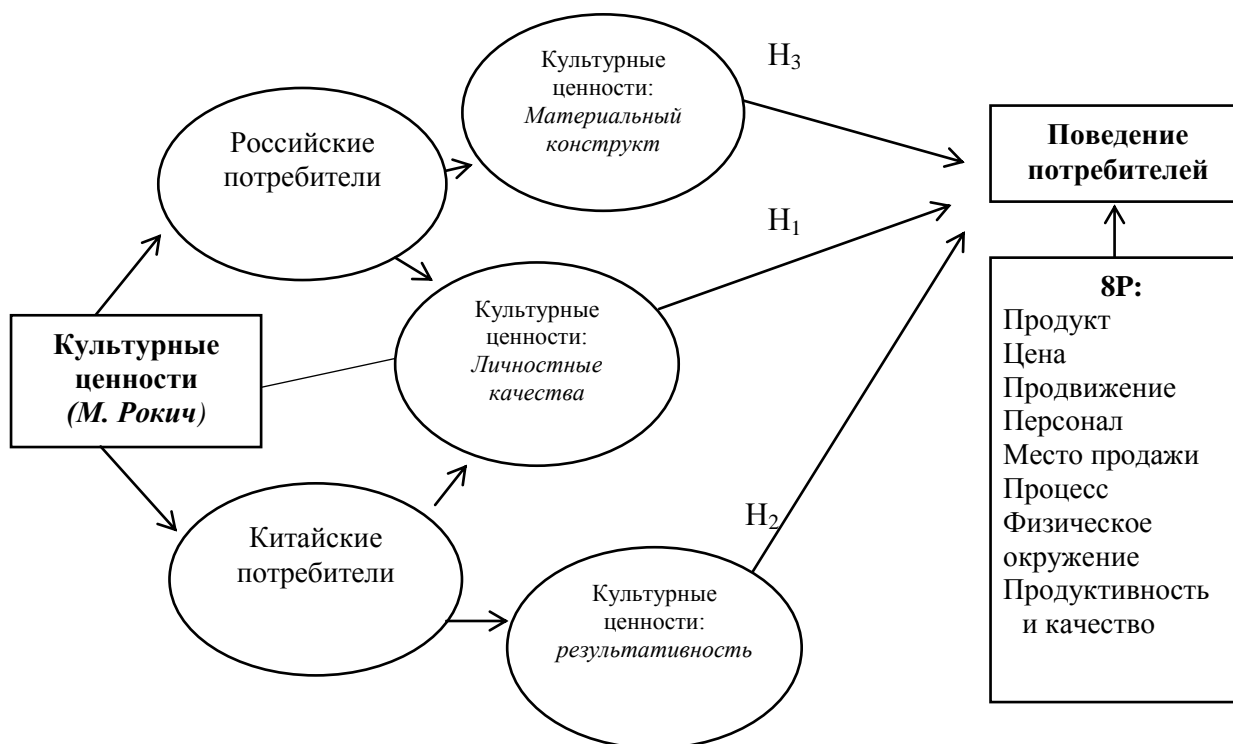 Культурные
ценности:
Материальный
конструкт
H3
Поведение
потребителей
Российские
потребители
H1
Культурные
ценности:
Личностные
качества
Культурные
ценности
(М. Рокич)
8P:
Продукт
Цена
Продвижение
Персонал
Место продажи
Процесс
Физическое
окружение
Продуктивность
и качество
H2
Китайские
потребители
Культурные
ценности:
результативность